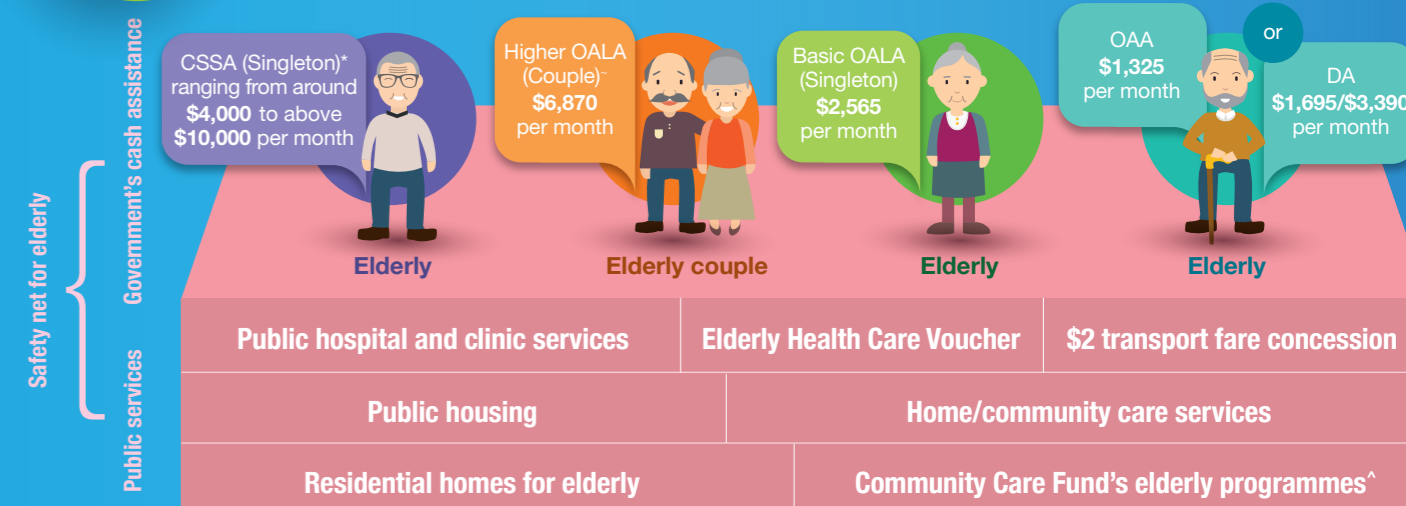 Safety net for elderly
Government's cash assistance
Public services
CSSA (Singleton)*
ranging from around
$4,000 to above
$10,000 per month
Higher OALA
(Couple)~
$6,870
per month
Basic OALA
(Singleton)
$2,565
per month
OAA
$1,325
per month
or
DA
$1,695/$3,390
per month
Elderly
Elderly couple
Elderly
Elderly
Public hospital and clinic services
Elderly Health Care Voucher
$2 transport fare concession
Public housing
Home/community care services
Residential homes for elderly
Community Care Fund's elderly programmes^